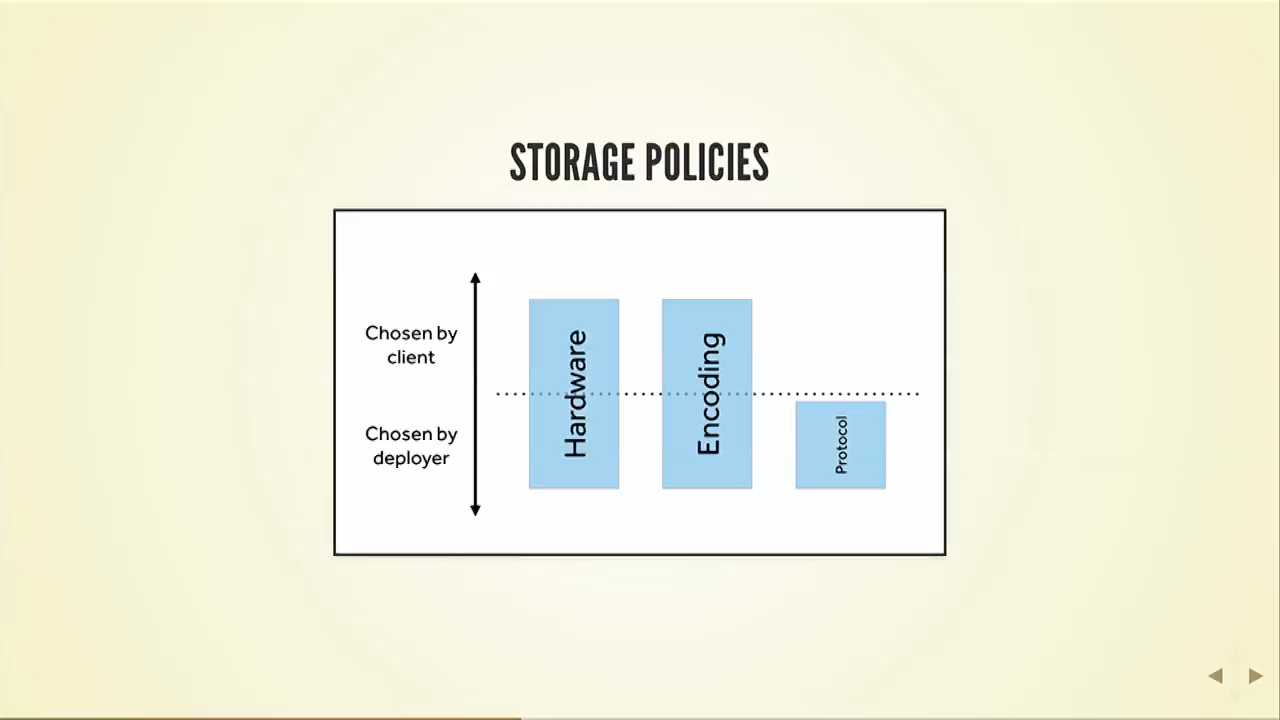 STORAGE POLICIES
Chosen by
client
Chosen by
deployer
Hardware
Encoding
Protocol